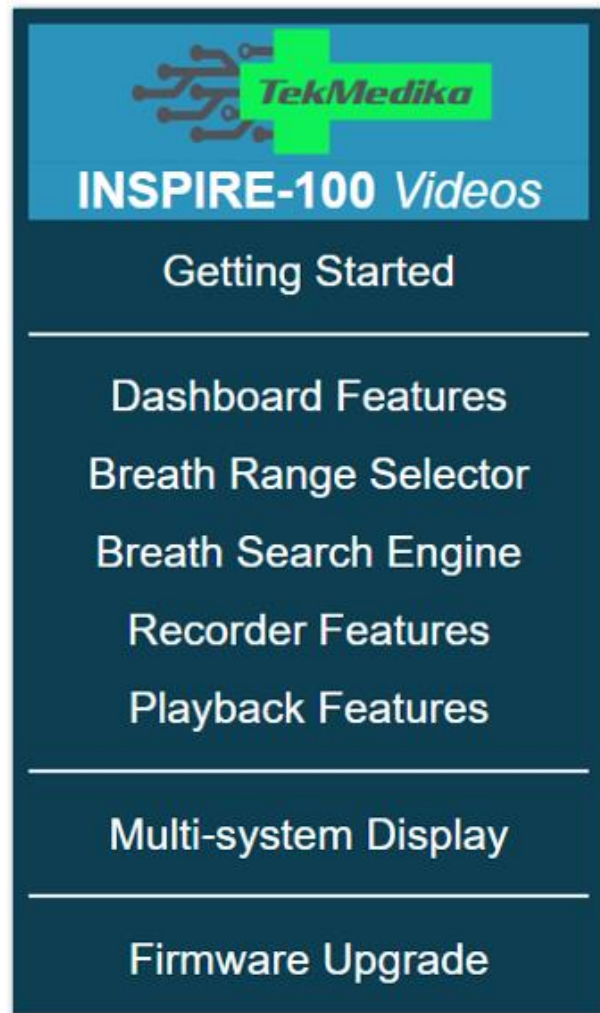 TekMedika
INSPIRE-100 Videos
Getting Started
Dashboard Features
Breath Range Selector
Breath Search Engine
Recorder Features
Playback Features
Multi-system Display
Firmware Upgrade